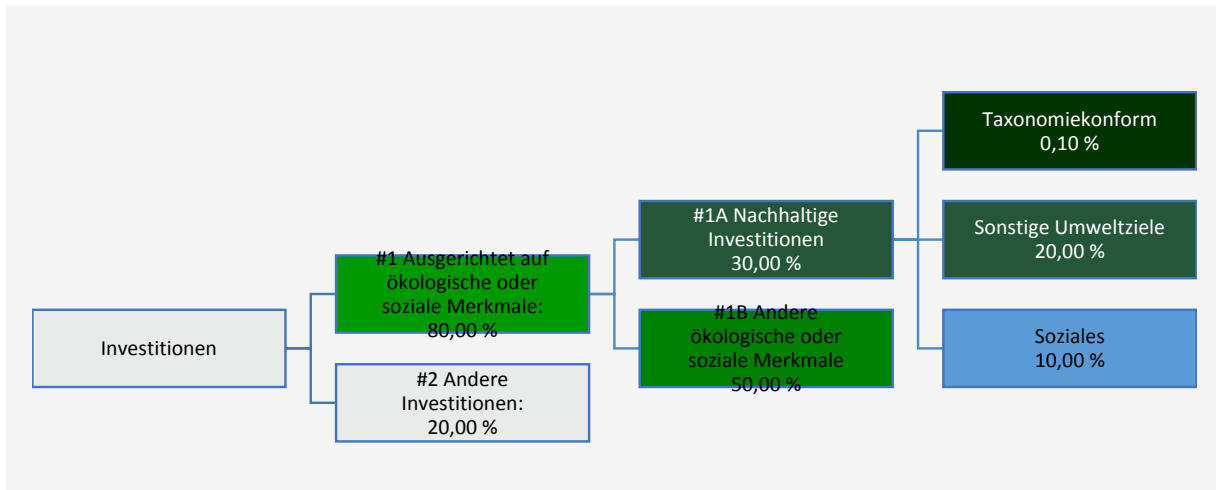 Investitionen
#1 Ausgerichtet auf
ökologische oder
soziale Merkmale:
80,00 %
#2 Andere
Investitionen:
20,00 %
#1A Nachhaltige
Investitionen
30,00 %
#1B Andere
ökologische oder
soziale Merkmale
50,00 %
Taxonomiekonform
0,10 %
Sonstige Umweltziele
20,00 %
Soziales
10,00 %